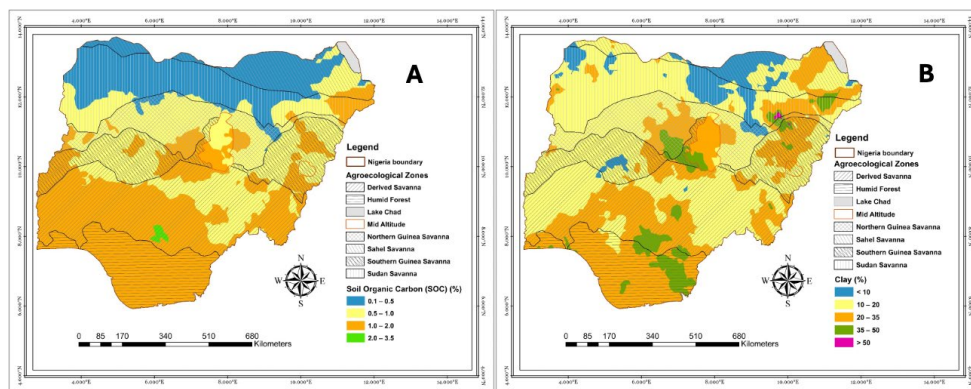 A
Legend
Nigeria boundary
Agroecological Zones
Derived Savanna
Humid Forest
Lake Chad
Mid Altitude
Northern Guinea Savanna
Sahel Savanna
Southern Guinea Savanna
Sudan Savanna
Soil Organic Carbon (SOC) (%)
0.1 – 0.5
0.5 – 1.0
1.0 – 2.0
2.0 – 3.5
N
W E
S
0 85 170 340 510 680
Kilometers
B
Legend
Nigeria boundary
Agroecological Zones
Derived Savanna
Humid Forest
Lake Chad
Mid Altitude
Northern Guinea Savanna
Sahel Savanna
Southern Guinea Savanna
Sudan Savanna
Clay (%)
< 10
10 – 20
20 – 35
35 – 50
> 50
N
W E
S
0 85 170 340 510 680
Kilometers